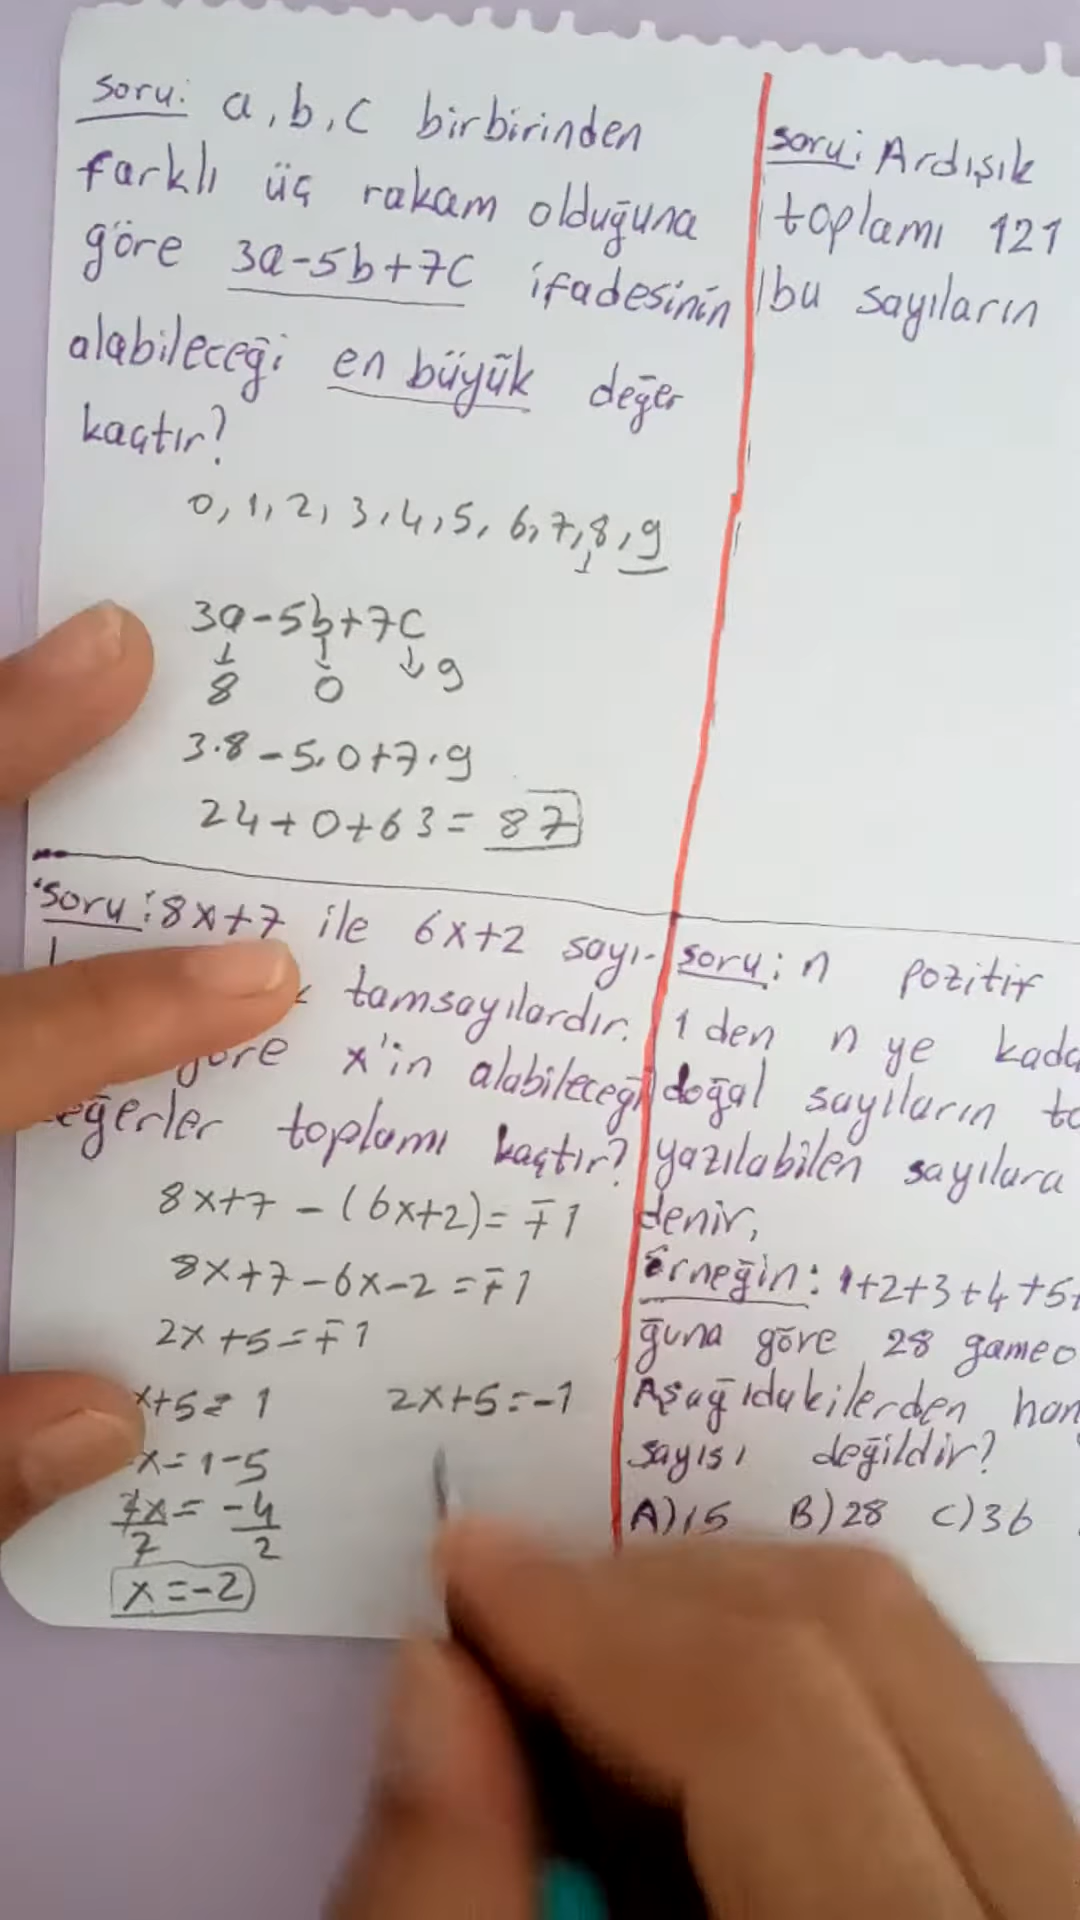 soru: a, b, c birbirinden
farklı üç rakam olduğuna
göre 3a-5b+7c ifadesinin
alabileceği en büyük değer
kaçtır?
0, 1, 2, 3, 4, 5, 6, 7, 8, 9
3a-5b+7c
8 0 9
3.8-5.0+7.9
24+0+63= 87
soru: Ardışık
toplamı 121
bu sayıların
soru: 8x+7 ile 6x+2 sayı-
tamsayılardır.
göre x'in alabileceği
eğerler toplamı kaçtır?
8x+7-(6x+2)=∓1
8x+7-6x-2=∓1
2x+5=∓1
x+5=1
x=1-5
2x= -4
2 2
x=-2
2x+5=-1
soru: n pozitif
1 den n ye kada
doğal sayıların to
yazılabilen sayılara
denir,
örneğin: 1+2+3+4+5+
ğuna göre 28 gameo
Aşağıdakilerden han
sayısı değildir?
A)15 B)28 C)36